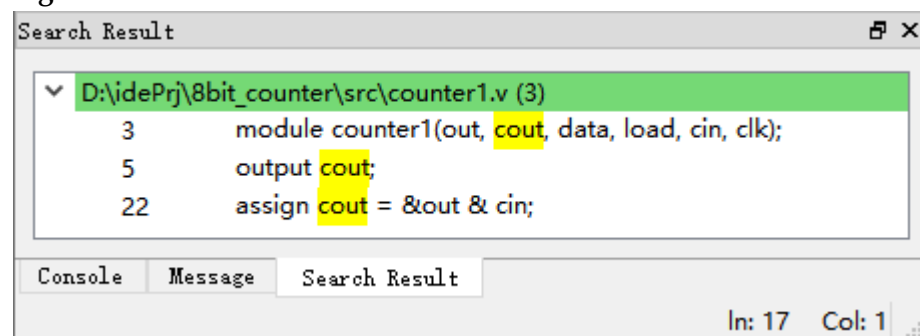 Search Result
D:\idePrj\8bit_counter\src\counter1.v (3)
3 module counter1(out, cout, data, load, cin, clk);
5 output cout;
22 assign cout = &out & cin;
Console Message Search Result
ln: 17 Col: 1